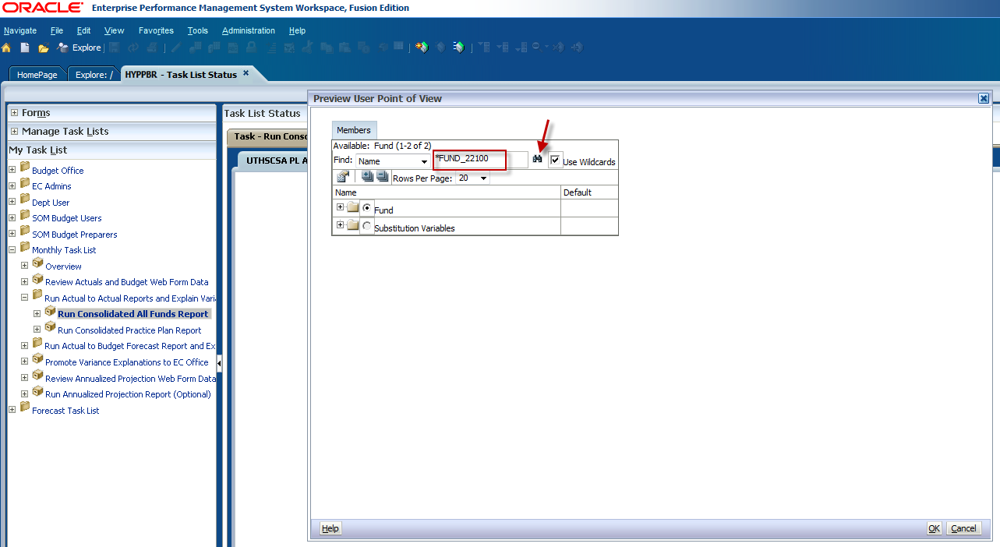 ORACLE® Enterprise Performance Management System Workspace, Fusion Edition
Navigate File Edit View Favorites Tools Administration Help
Explore
HomePage Explore: / HYPPBR - Task List Status
Forms
Manage Task Lists
My Task List
Budget Office
EC Admins
Dept User
SOM Budget Users
SOM Budget Preparers
Monthly Task List
Overview
Review Actuals and Budget Web Form Data
Run Actual to Actual Reports and Explain Vari
Run Consolidated All Funds Report
Run Consolidated Practice Plan Report
Run Actual to Budget Forecast Report and Ex
Promote Variance Explanations to EC Office
Review Annualized Projection Web Form Data
Run Annualized Projection Report (Optional)
Forecast Task List
Task List Status
Task - Run Conso
UTHSCSA PL A
Preview User Point of View
Members
Available: Fund (1-2 of 2)
Find: Name *FUND_22100 Use Wildcards
Rows Per Page: 20
Name Default
Fund
Substitution Variables
Help OK Cancel